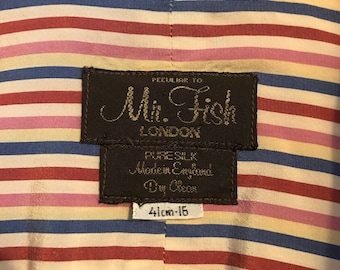 PECULIAR TO
Mr. Fish
LONDON
PURE SILK
Made in England
Dry Clean
41cm-16